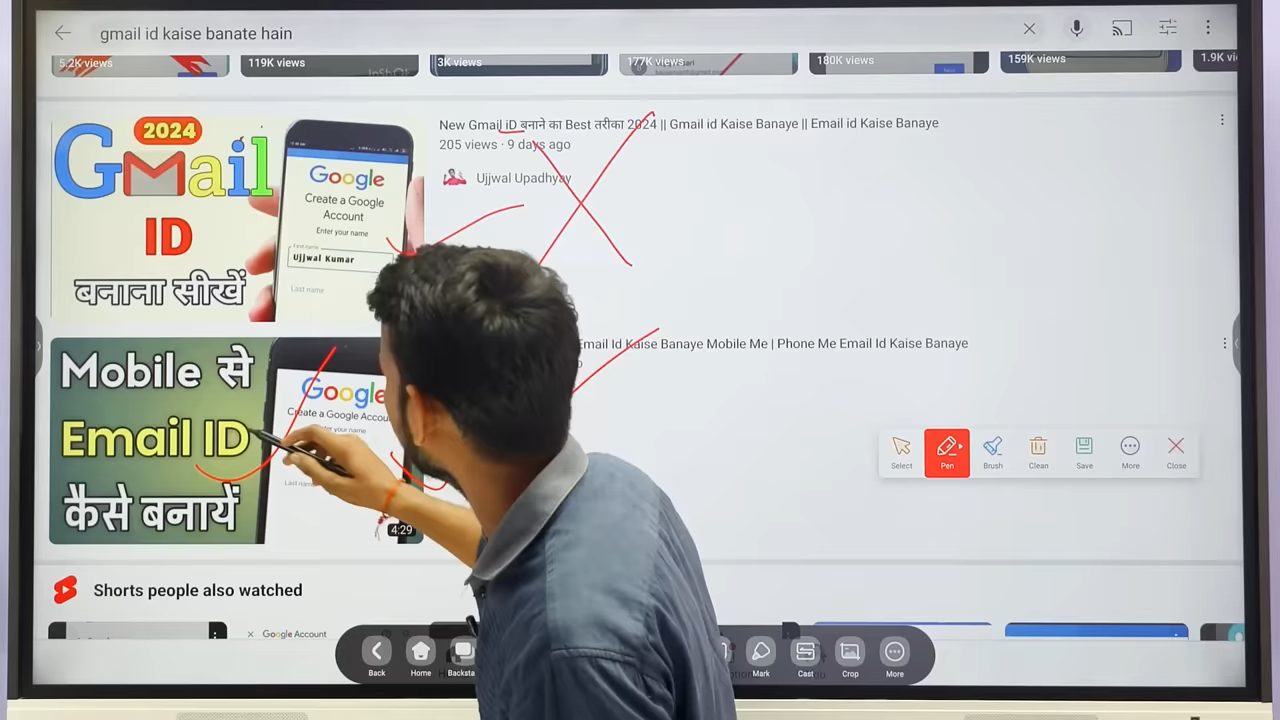 gmail id kaise banate hain
5.2K views
119K views
3K views
177K views
180K views
159K views
1.9K vi
2024
Gmail
ID
बनाना सीखें
Google
Create a Google
Account
Enter your name
First name
Ujjwal Kumar
Last name
New Gmail iD बनाने का Best तरीका 2024 || Gmail id Kaise Banaye || Email id Kaise Banaye
205 views · 9 days ago
Ujjwal Upadhyay
Mobile से
Email ID
कैसे बनायें
Google
Create a Google Accou
4:29
Email Id Kaise Banaye Mobile Me | Phone Me Email Id Kaise Banaye
Select
Pen
Brush
Clean
Save
More
Close
Shorts people also watched
Google Account
Back
Home
Backsta
Mark
Cast
Crop
More